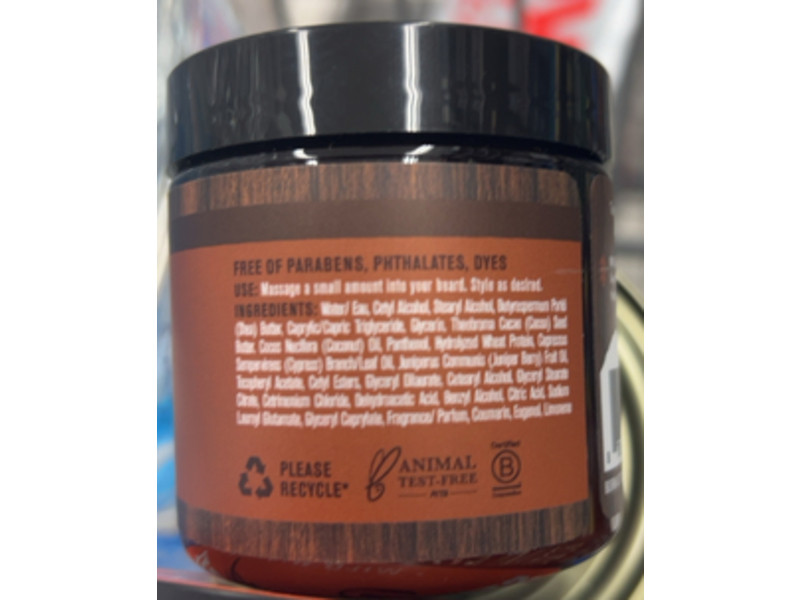 FREE OF PARABENS, PHTHALATES, DYES
USE: Massage a small amount into your beard. Style as desired.
INGREDIENTS: Water/ Eau, Cetyl Alcohol, Stearyl Alcohol, Butyrospermum Parkii
(Shea) Butter, Caprylic/Capric Triglyceride, Glycerin, Theobroma Cacao (Cocoa) Seed
Butter, Cocos Nucifera (Coconut) Oil, Panthenol, Hydrolyzed Wheat Protein, Cupressus
Sempervirens (Cypress) Branch/Leaf Oil, Juniperus Communis (Juniper Berry) Fruit Oil,
Tocopheryl Acetate, Cetyl Esters, Glyceryl Dilaurate, Cetearyl Alcohol, Glyceryl Stearate
Citrate, Cetrimonium Chloride, Dehydroacetic Acid, Benzyl Alcohol, Citric Acid, Sodium
Lauroyl Glutamate, Glyceryl Caprylate, Fragrance/ Parfum, Coumarin, Eugenol, Limonene
PLEASE
RECYCLE*
ANIMAL
TEST-FREE
PETA
Certified
B
Corporation